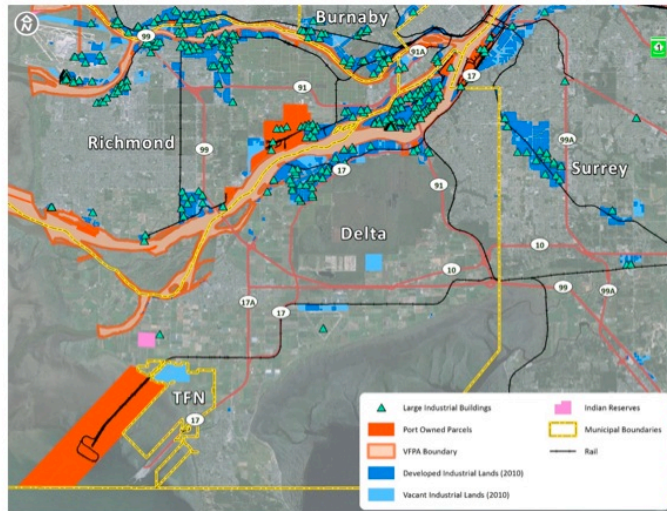 N
Burnaby
99
91A
17
1
91
Richmond
99
99A
Surrey
17
91
Delta
10
10
17A
17
99
99A
TFN
17
Large Industrial Buildings
Port Owned Parcels
VFPA Boundary
Developed Industrial Lands (2010)
Vacant Industrial Lands (2010)
Indian Reserves
Municipal Boundaries
Rail